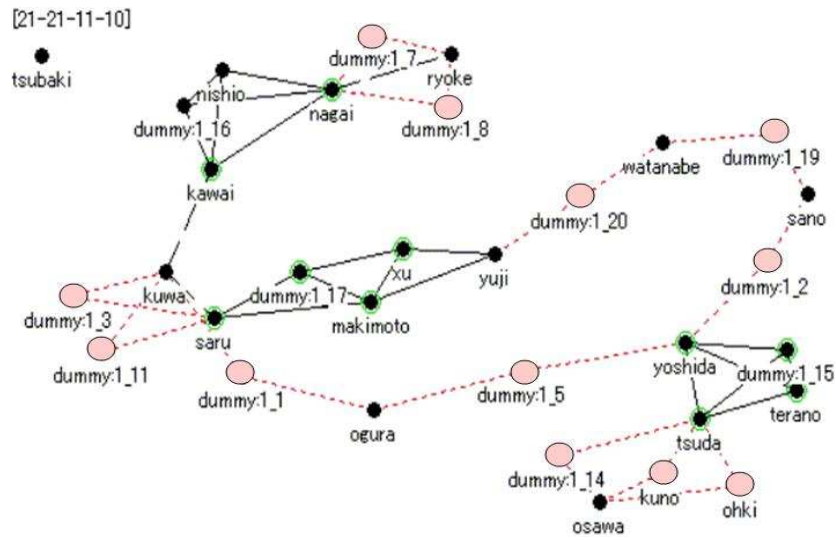 [21-21-11-10]
tsubaki
dummy:1_7
ryoke
nishio
nagai
dummy:1_8
dummy:1_16
kawai
watanabe
dummy:1_19
dummy:1_20
sano
kuwa
xu
yuji
dummy:1_17
dummy:1_2
dummy:1_3
makimoto
saru
dummy:1_11
yoshida
dummy:1_15
dummy:1_1
dummy:1_5
terano
ogura
tsuda
dummy:1_14
kuno
ohki
osawa